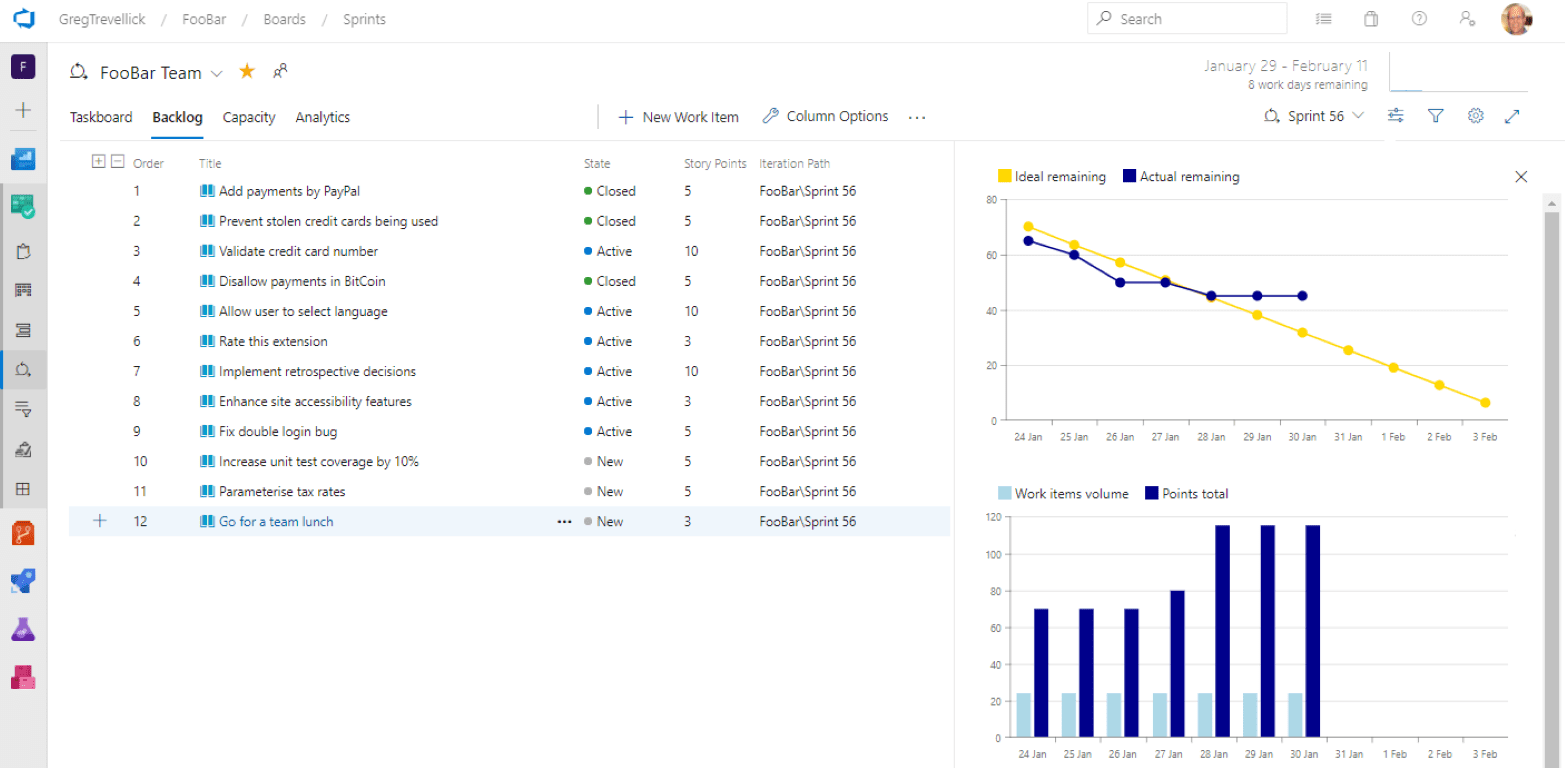 GregTrevellick / FooBar / Boards / Sprints
Search
F
FooBar Team
January 29 - February 11
8 work days remaining
Taskboard Backlog Capacity Analytics
New Work Item Column Options ...
Sprint 56
Order Title State Story Points Iteration Path
1 Add payments by PayPal Closed 5 FooBar\Sprint 56
2 Prevent stolen credit cards being used Closed 5 FooBar\Sprint 56
3 Validate credit card number Active 10 FooBar\Sprint 56
4 Disallow payments in BitCoin Closed 5 FooBar\Sprint 56
5 Allow user to select language Active 10 FooBar\Sprint 56
6 Rate this extension Active 3 FooBar\Sprint 56
7 Implement retrospective decisions Active 10 FooBar\Sprint 56
8 Enhance site accessibility features Active 3 FooBar\Sprint 56
9 Fix double login bug Active 5 FooBar\Sprint 56
10 Increase unit test coverage by 10% New 5 FooBar\Sprint 56
11 Parameterise tax rates New 5 FooBar\Sprint 56
12 Go for a team lunch ... New 3 FooBar\Sprint 56
Ideal remaining Actual remaining
80
60
40
20
0
24 Jan 25 Jan 26 Jan 27 Jan 28 Jan 29 Jan 30 Jan 31 Jan 1 Feb 2 Feb 3 Feb
Work items volume Points total
120
100
80
60
40
20
0
24 Jan 25 Jan 26 Jan 27 Jan 28 Jan 29 Jan 30 Jan 31 Jan 1 Feb 2 Feb 3 Feb